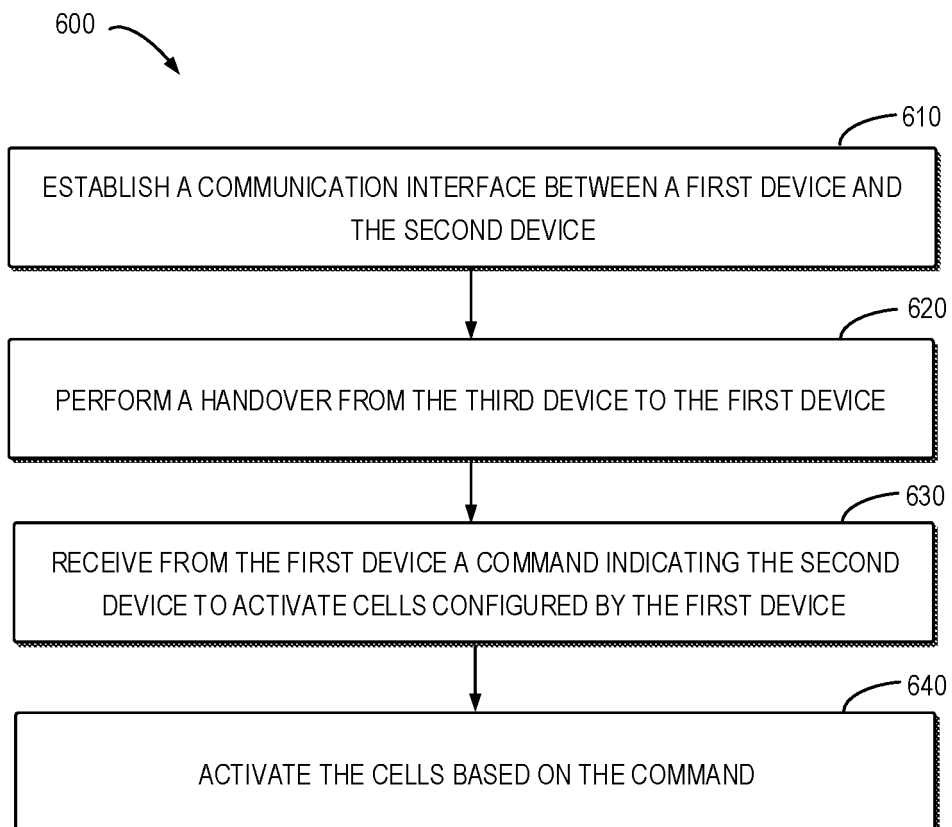 600
610
ESTABLISH A COMMUNICATION INTERFACE BETWEEN A FIRST DEVICE AND
THE SECOND DEVICE
620
PERFORM A HANDOVER FROM THE THIRD DEVICE TO THE FIRST DEVICE
630
RECEIVE FROM THE FIRST DEVICE A COMMAND INDICATING THE SECOND
DEVICE TO ACTIVATE CELLS CONFIGURED BY THE FIRST DEVICE
640
ACTIVATE THE CELLS BASED ON THE COMMAND